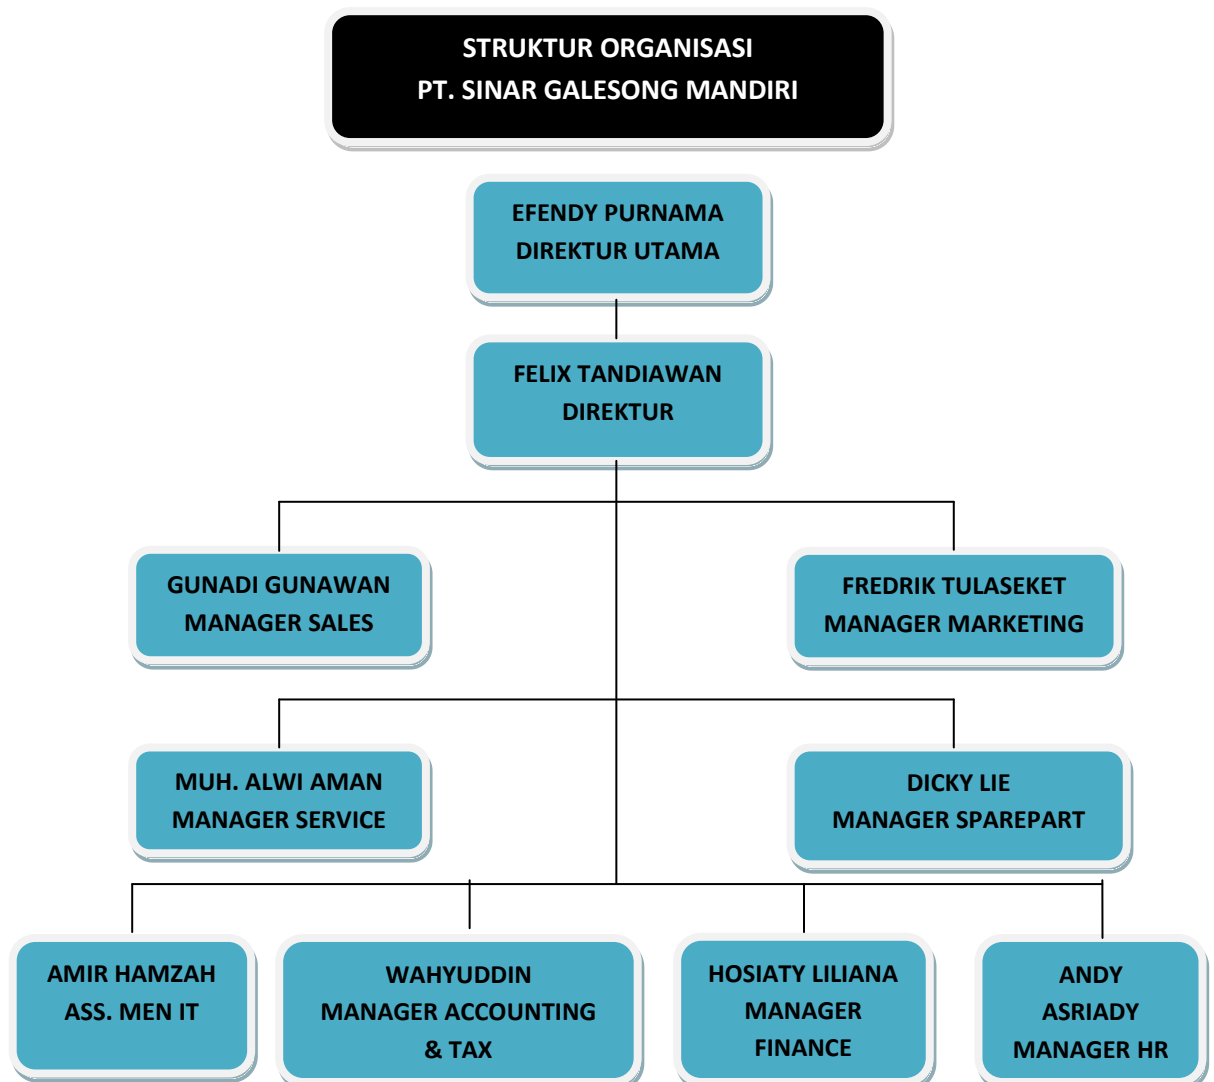 STRUKTUR ORGANISASI
PT. SINAR GALESONG MANDIRI
EFENDY PURNAMA
DIREKTUR UTAMA
FELIX TANDIAWAN
DIREKTUR
GUNADI GUNAWAN
MANAGER SALES
FREDRIK TULASEKET
MANAGER MARKETING
MUH. ALWI AMAN
MANAGER SERVICE
DICKY LIE
MANAGER SPAREPART
AMIR HAMZAH
ASS. MEN IT
WAHYUDDIN
MANAGER ACCOUNTING
& TAX
HOSIATY LILIANA
MANAGER
FINANCE
ANDY
ASRIADY
MANAGER HR